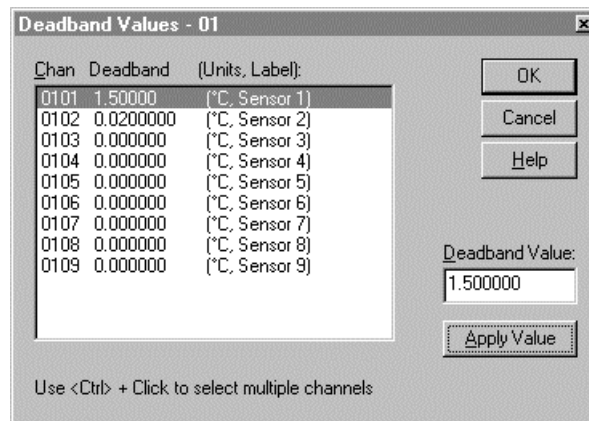 Deadband Values - 01
Chan Deadband (Units, Label):
0101 1.50000 (°C, Sensor 1)
0102 0.0200000 (°C, Sensor 2)
0103 0.000000 (°C, Sensor 3)
0104 0.000000 (°C, Sensor 4)
0105 0.000000 (°C, Sensor 5)
0106 0.000000 (°C, Sensor 6)
0107 0.000000 (°C, Sensor 7)
0108 0.000000 (°C, Sensor 8)
0109 0.000000 (°C, Sensor 9)
OK
Cancel
Help
Deadband Value:
1.500000
Apply Value
Use <Ctrl> + Click to select multiple channels